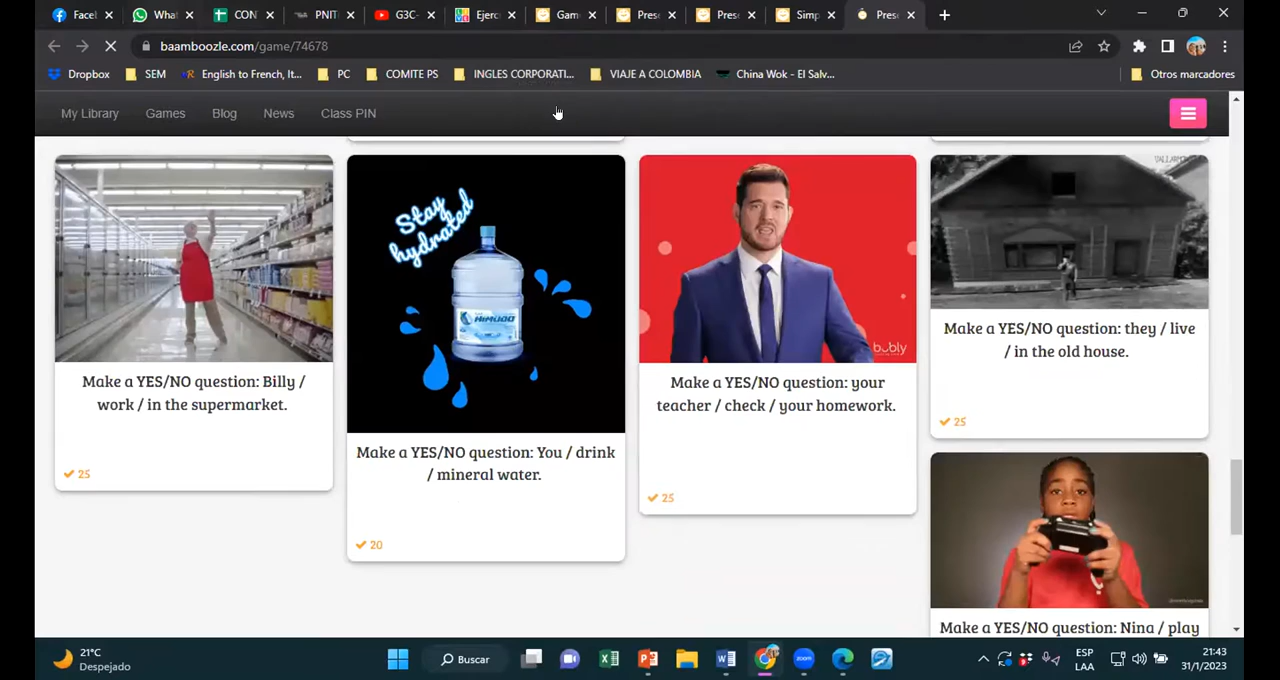 Facel
What
CON
PNIT
G3C-
Ejerc
Gam
Prese
Prese
Simp
Prese
baamboozle.com/game/74678
Dropbox
SEM
English to French, It...
PC
COMITE PS
INGLES CORPORATI...
VIAJE A COLOMBIA
China Wok - El Salv...
Otros marcadores
My Library
Games
Blog
News
Class PIN
Make a YES/NO question: Billy /
work / in the supermarket.
25
Stay
hydrated
Make a YES/NO question: You / drink
/ mineral water.
20
bubly
Make a YES/NO question: your
teacher / check / your homework.
25
Make a YES/NO question: they / live
/ in the old house.
25
Make a YES/NO question: Nina / play
21°C
Despejado
Buscar
ESP
LAA
21:43
31/1/2023